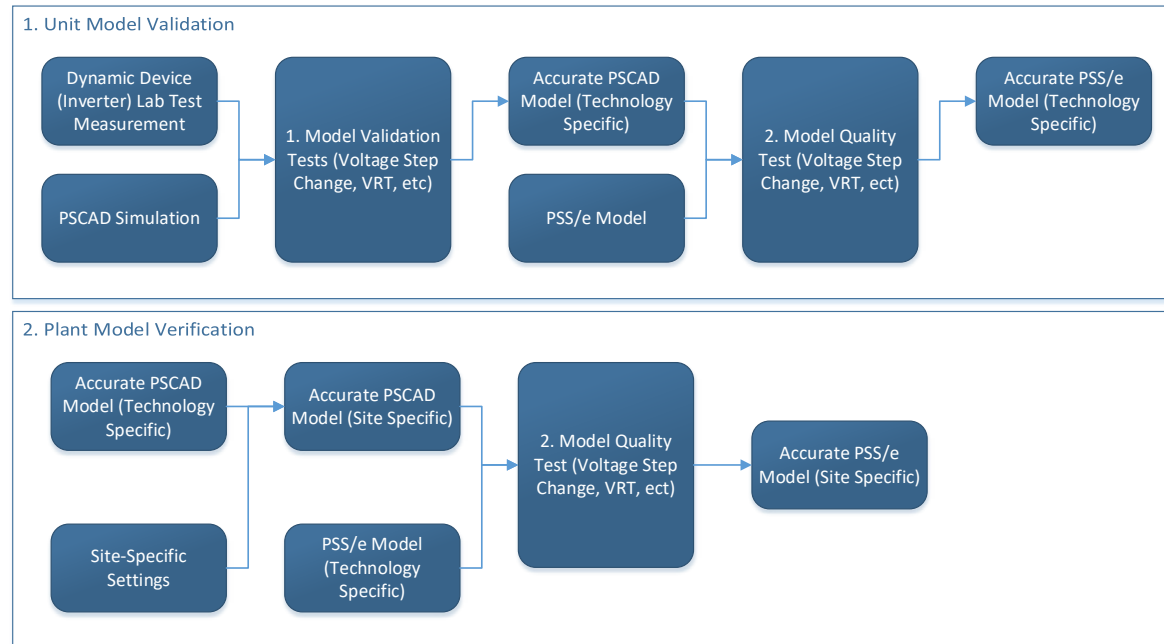 1. Unit Model Validation
Dynamic Device
(Inverter) Lab Test
Measurement
PSCAD Simulation
1. Model Validation
Tests (Voltage Step
Change, VRT, etc)
Accurate PSCAD
Model (Technology
Specific)
PSS/e Model
2. Model Quality
Test (Voltage Step
Change, VRT, ect)
Accurate PSS/e
Model (Technology
Specific)
2. Plant Model Verification
Accurate PSCAD
Model (Technology
Specific)
Site-Specific
Settings
Accurate PSCAD
Model (Site Specific)
PSS/e Model
(Technology
Specific)
2. Model Quality
Test (Voltage Step
Change, VRT, ect)
Accurate PSS/e
Model (Site Specific)